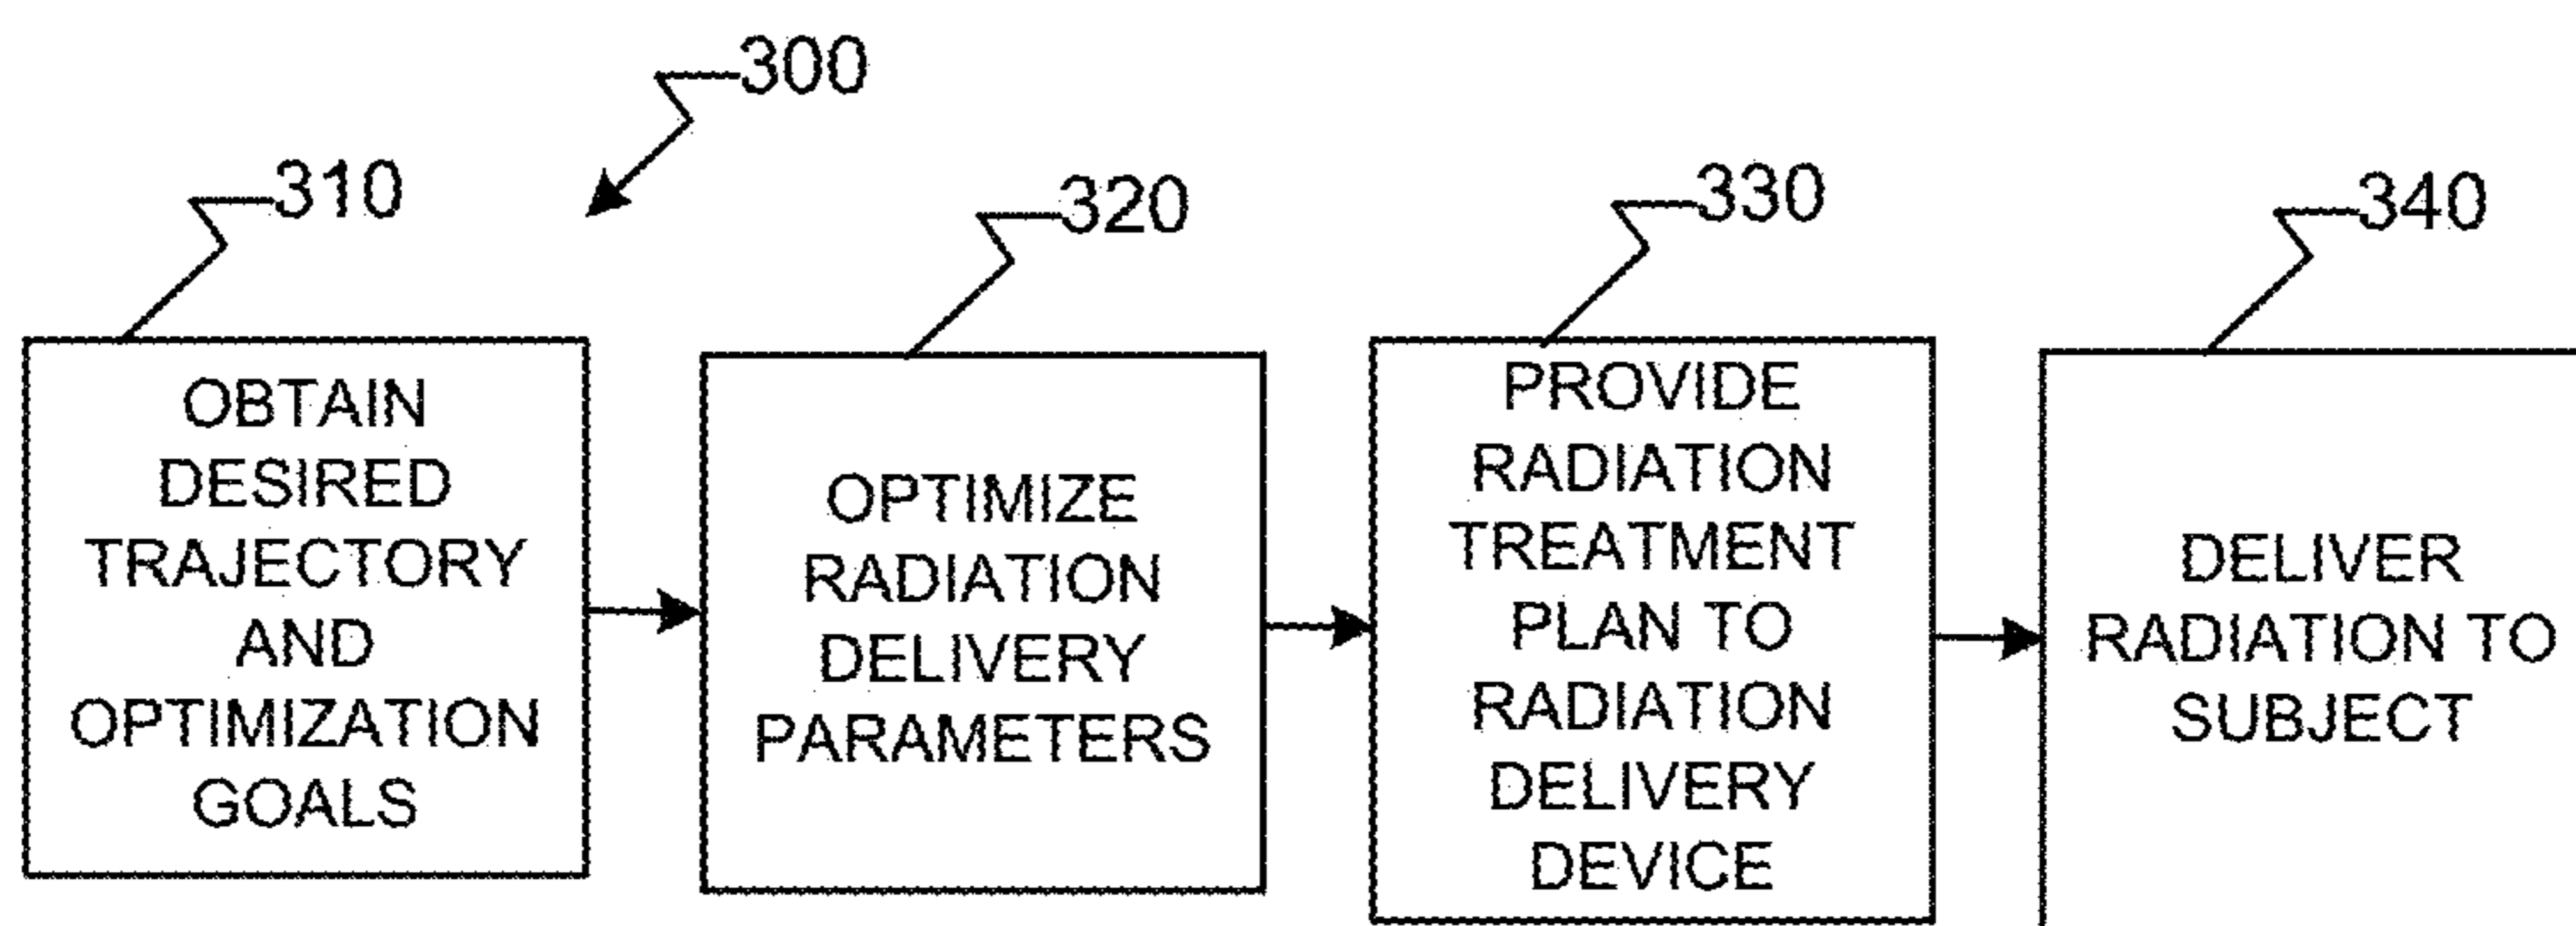 300
310
320
330
340
OBTAIN
DESIRED
TRAJECTORY
AND
OPTIMIZATION
GOALS
OPTIMIZE
RADIATION
DELIVERY
PARAMETERS
PROVIDE
RADIATION
TREATMENT
PLAN TO
RADIATION
DELIVERY
DEVICE
DELIVER
RADIATION TO
SUBJECT